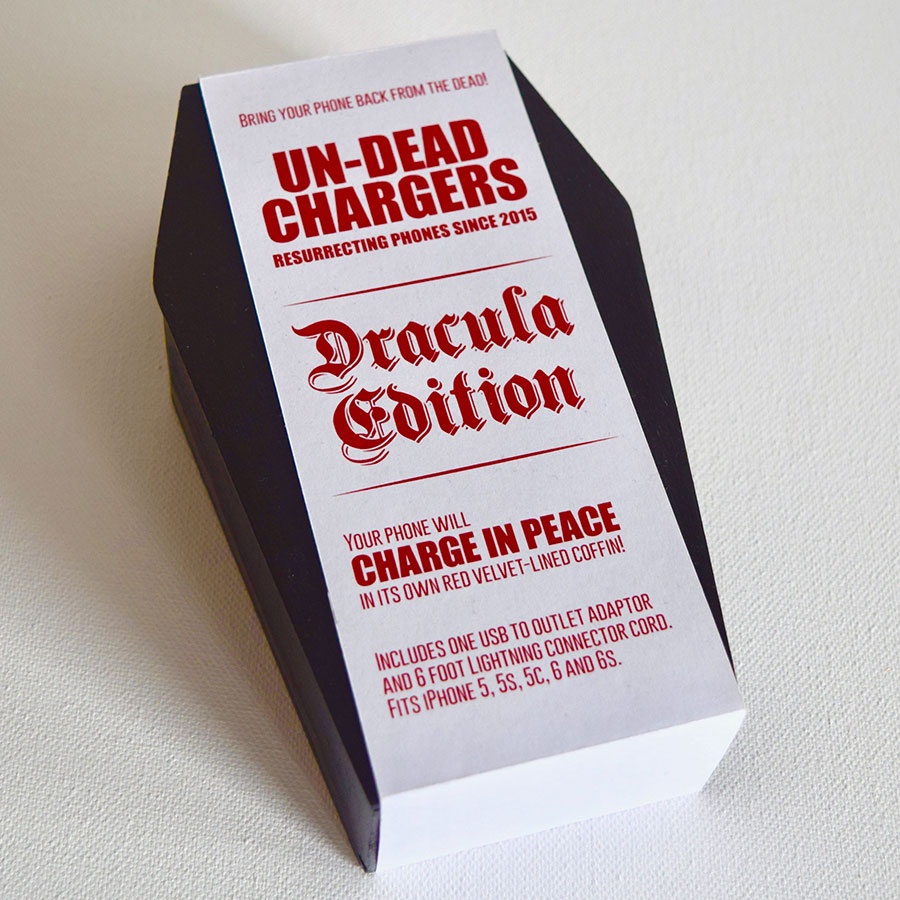 Bring your phone back from the dead!
UN-DEAD
CHARGERS
RESURRECTING PHONES SINCE 2015
Dracula
Edition
Your phone will
CHARGE IN PEACE
in its own red velvet-lined coffin!
Includes one USB to outlet adaptor
and 6 foot Lightning connector cord.
Fits iPhone 5, 5s, 5c, 6 and 6s.